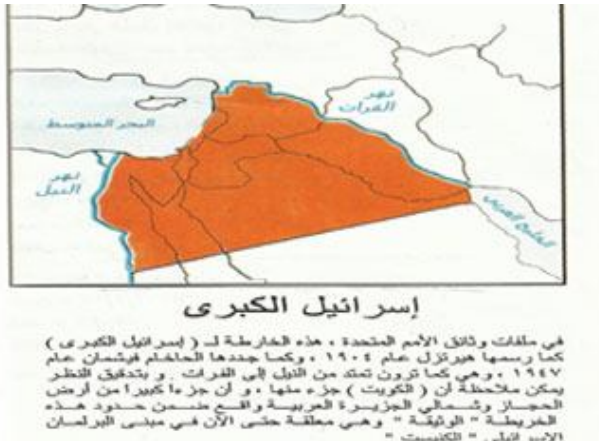 البحر المتوسط
نهر
الفرات
نهر
النيل
الخليج العربي
إسرائيل الكبرى
في ملفات وثائق الأمم المتحدة ، هذه الخارطة لـ ( إسرائيل الكبرى )
كما رسمها هيرتزل عام ١٩٠٤ ، وكما جددها الحاخام فيشمان عام
١٩٤٧ ، وهي كما ترون تمتد من النيل إلى الفرات . و بتدقيق النظر
يمكن ملاحظة أن ( الكويت ) جزء منها ، و أن جزءاً كبيرا من أرض
الحجاز وشمالي الجزيرة العربية واقع ضمن حدود هذه
الخريطة " الوثيقة " وهي معلقة حتى الآن في مبنى البرلمان
الإسرائيلي " الكنيست "